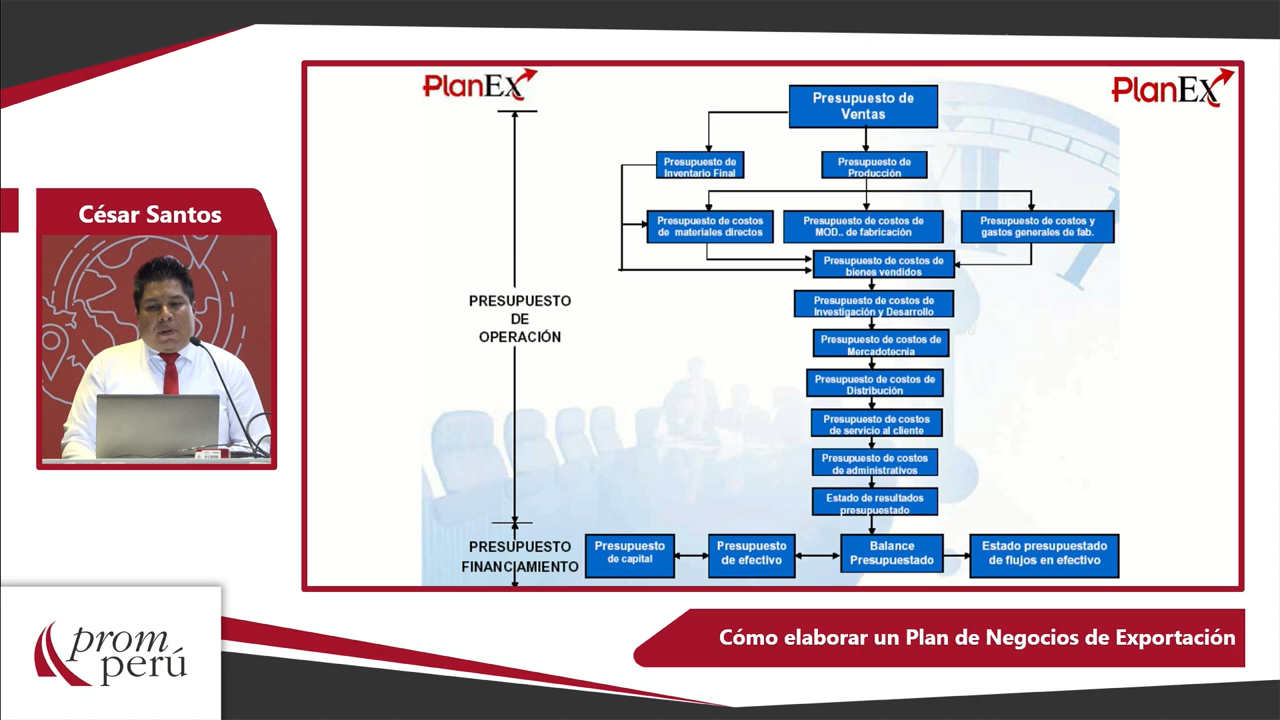 César Santos
PlanEx
PlanEx
Presupuesto de
Ventas
Presupuesto de
Inventario Final
Presupuesto de
Producción
Presupuesto de costos
de materiales directos
Presupuesto de costos de
MOD.. de fabricación
Presupuesto de costos y
gastos generales de fab.
Presupuesto de costos de
bienes vendidos
Presupuesto de costos de
Investigación y Desarrollo
PRESUPUESTO
DE
OPERACIÓN
Presupuesto de costos de
Mercadotecnia
Presupuesto de costos de
Distribución
Presupuesto de costos
de servicio al cliente
Presupuesto de costos
de administrativos
Estado de resultados
presupuestado
PRESUPUESTO
FINANCIAMIENTO
Presupuesto
de capital
Presupuesto
de efectivo
Balance
Presupuestado
Estado presupuestado
de flujos en efectivo
prom
perú
Cómo elaborar un Plan de Negocios de Exportación